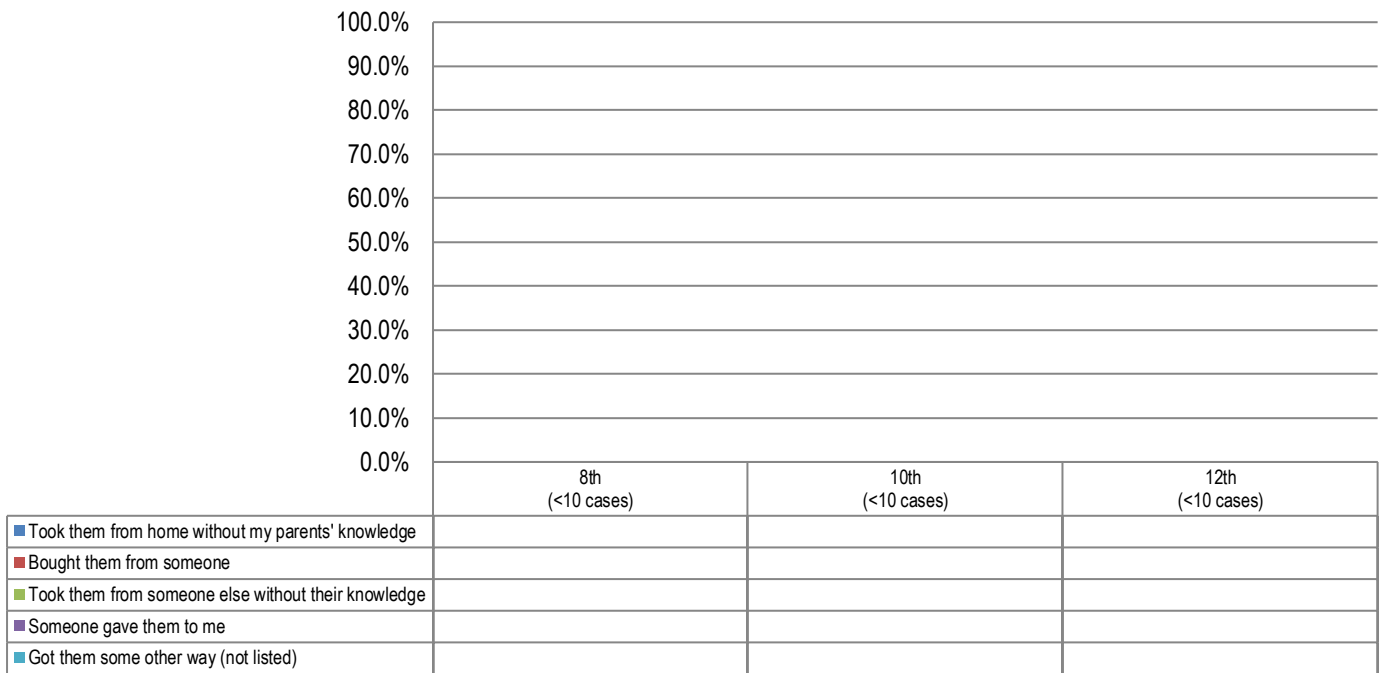 100.0%
90.0%
80.0%
70.0%
60.0%
50.0%
40.0%
30.0%
20.0%
10.0%
0.0%
8th
(<10 cases)
10th
(<10 cases)
12th
(<10 cases)
Took them from home without my parents' knowledge
Bought them from someone
Took them from someone else without their knowledge
Someone gave them to me
Got them some other way (not listed)